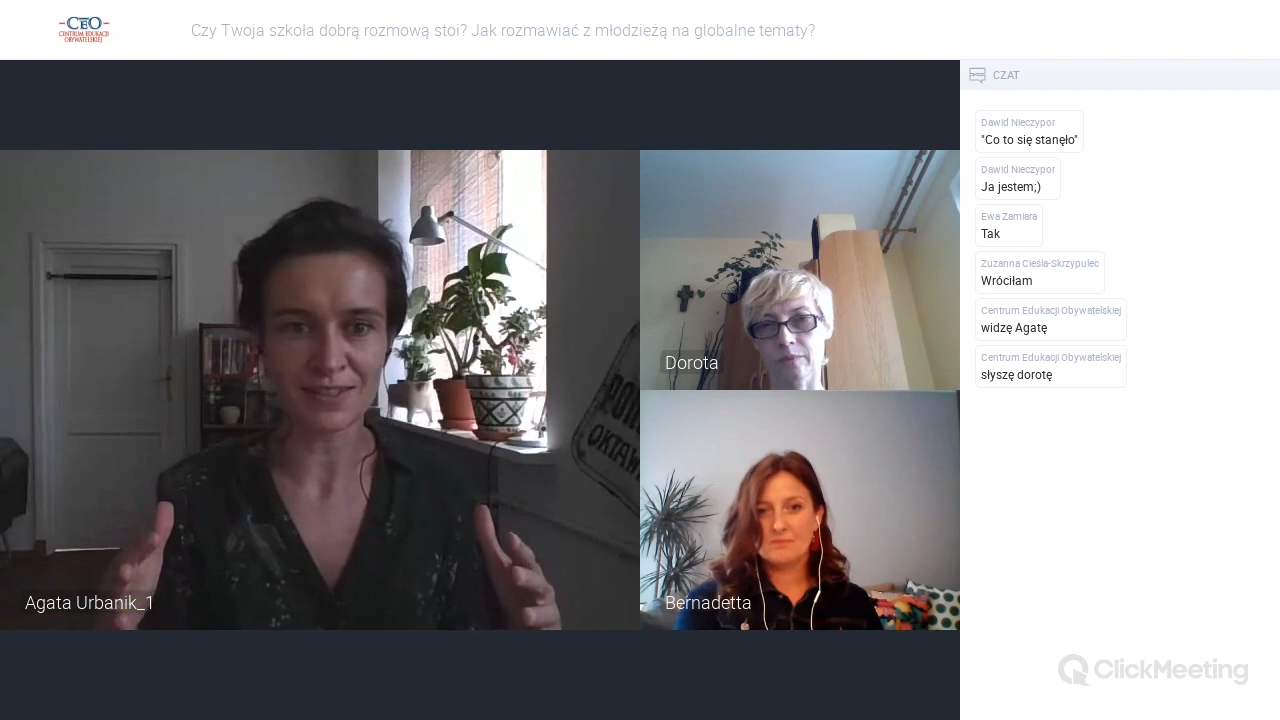 CEO
CENTRUM EDUKACJI
OBYWATELSKIEJ
Czy Twoja szkoła dobrą rozmową stoi? Jak rozmawiać z młodzieżą na globalne tematy?
CZAT
Dawid Nieczypor
"Co to się stanęło"
Dawid Nieczypor
Ja jestem;)
Ewa Zamiara
Tak
Zuzanna Cieśla-Skrzypulec
Wróciłam
Centrum Edukacji Obywatelskiej
widzę Agatę
Centrum Edukacji Obywatelskiej
słyszę dorotę
Agata Urbanik_1
Dorota
Bernadetta
ClickMeeting